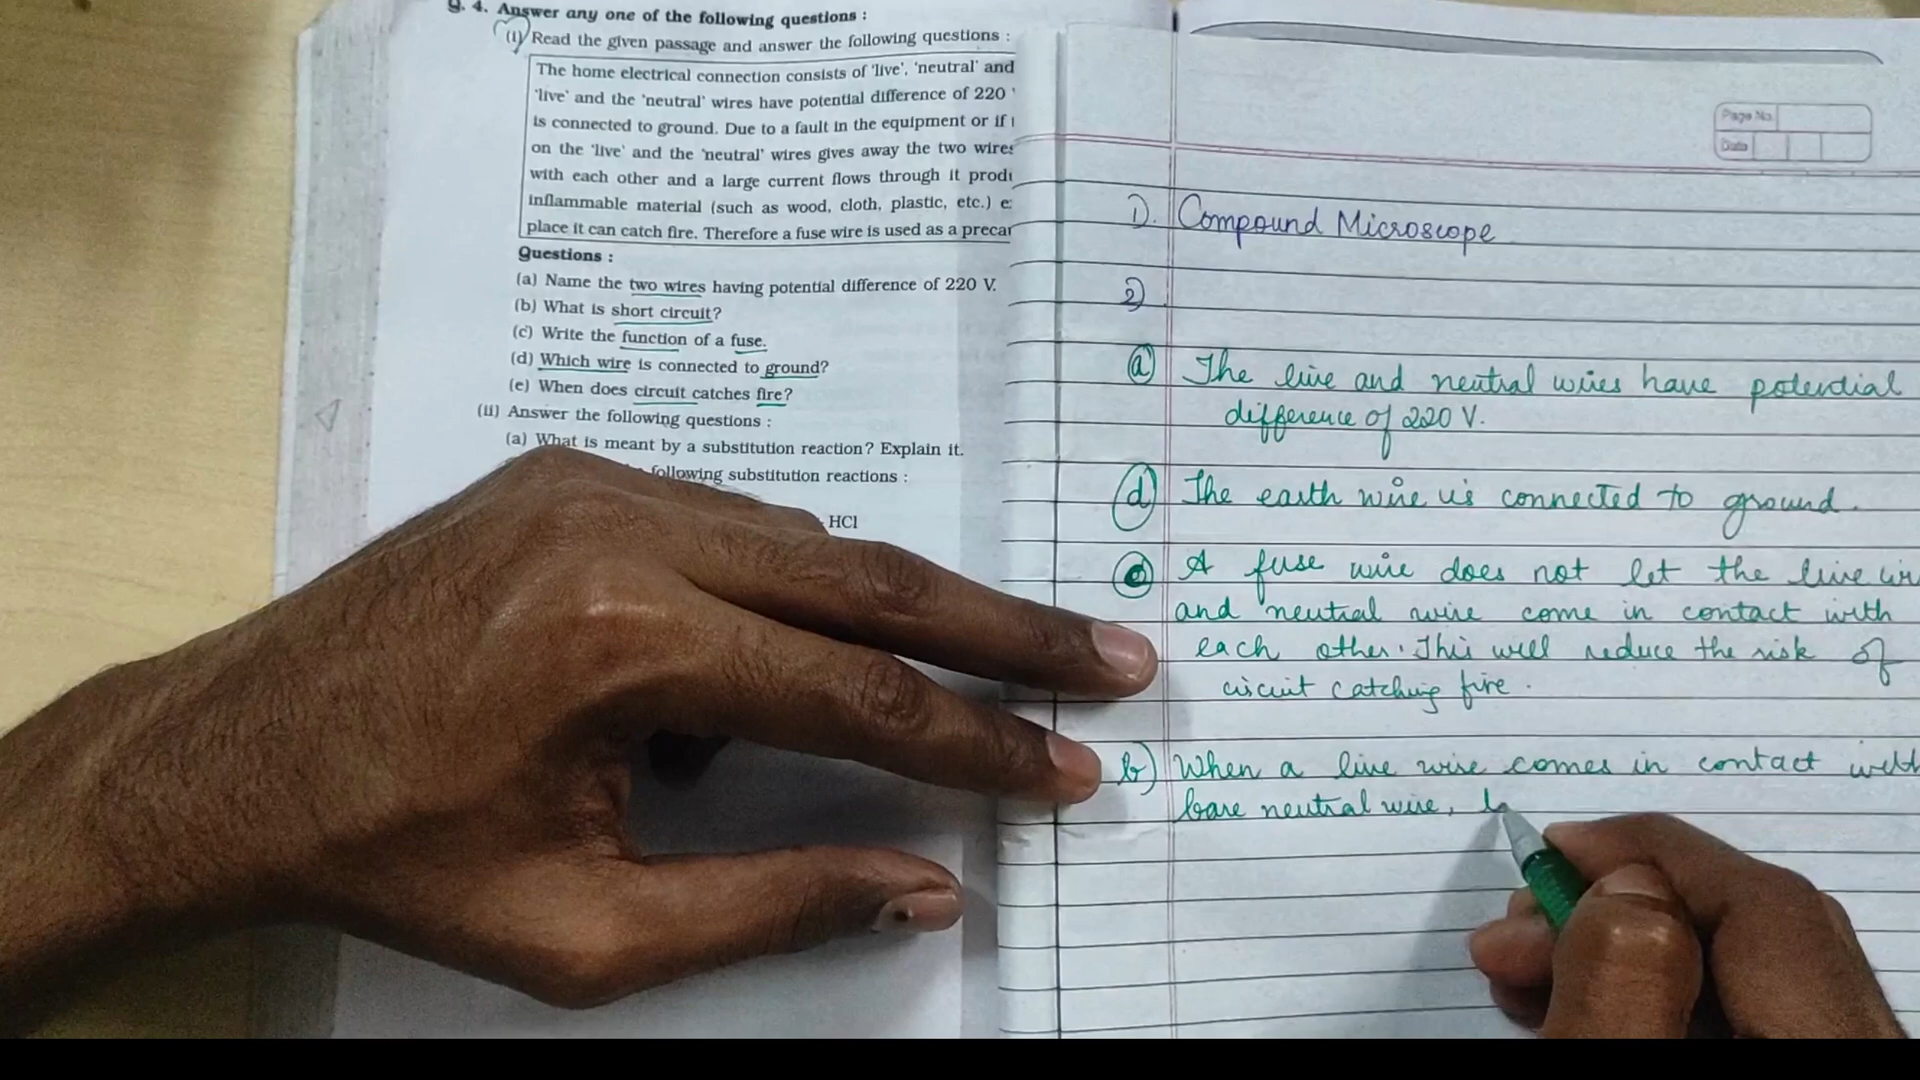 Q. 4. Answer any one of the following questions :
(i) Read the given passage and answer the following questions :
The home electrical connection consists of 'live', 'neutral' and
'live' and the 'neutral' wires have potential difference of 220
is connected to ground. Due to a fault in the equipment or if
on the 'live' and the 'neutral' wires gives away the two wires
with each other and a large current flows through it
inflammable material (such as wood, cloth, plastic, etc.)
place it can catch fire. Therefore a fuse wire is used as a
Questions :
(a) Name the two wires having potential difference of 220 V.
(b) What is short circuit?
(c) Write the function of a fuse.
(d) Which wire is connected to ground?
(e) When does circuit catches fire?
(ii) Answer the following questions :
(a) What is meant by a substitution reaction? Explain it.
following substitution reactions :
HCl
Page No.
Date
1). Compound Microscope
2)
(a) The live and neutral wires have potential
difference of 220 V.
(d) The earth wire is connected to ground.
A fuse wire does not let the live
and neutral wire come in contact with
each other. This will reduce the risk of
circuit catching fire.
b) When a live wire comes in contact with
bare neutral wire,